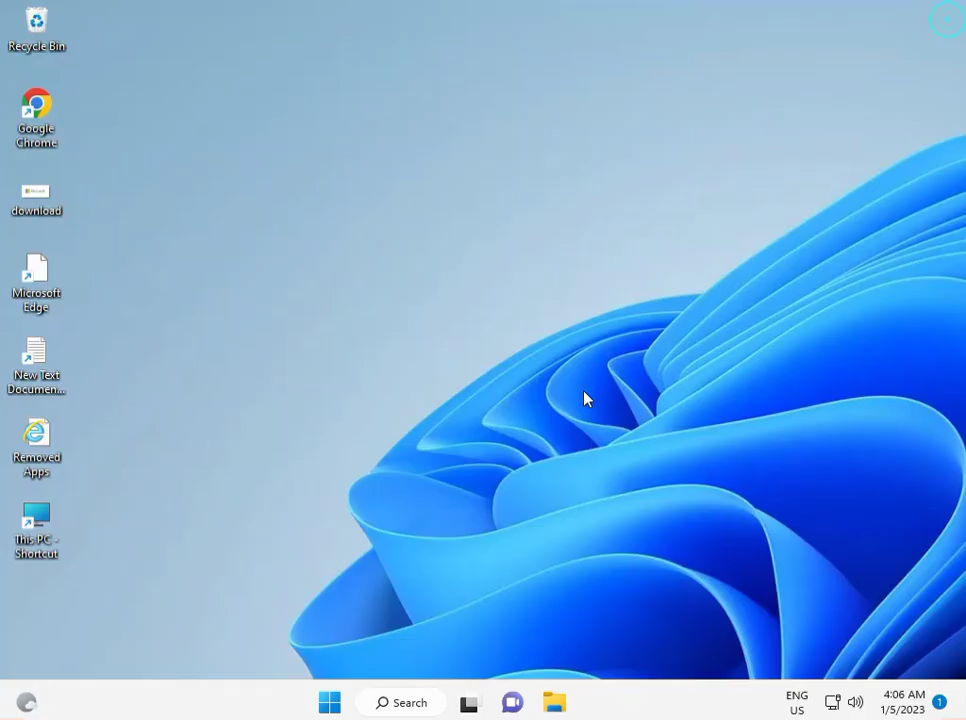 Recycle Bin
Google
Chrome
download
Microsoft
Edge
New Text
Documen...
Removed
Apps
This PC -
Shortcut
Search
ENG
US
4:06 AM
1/5/2023
1